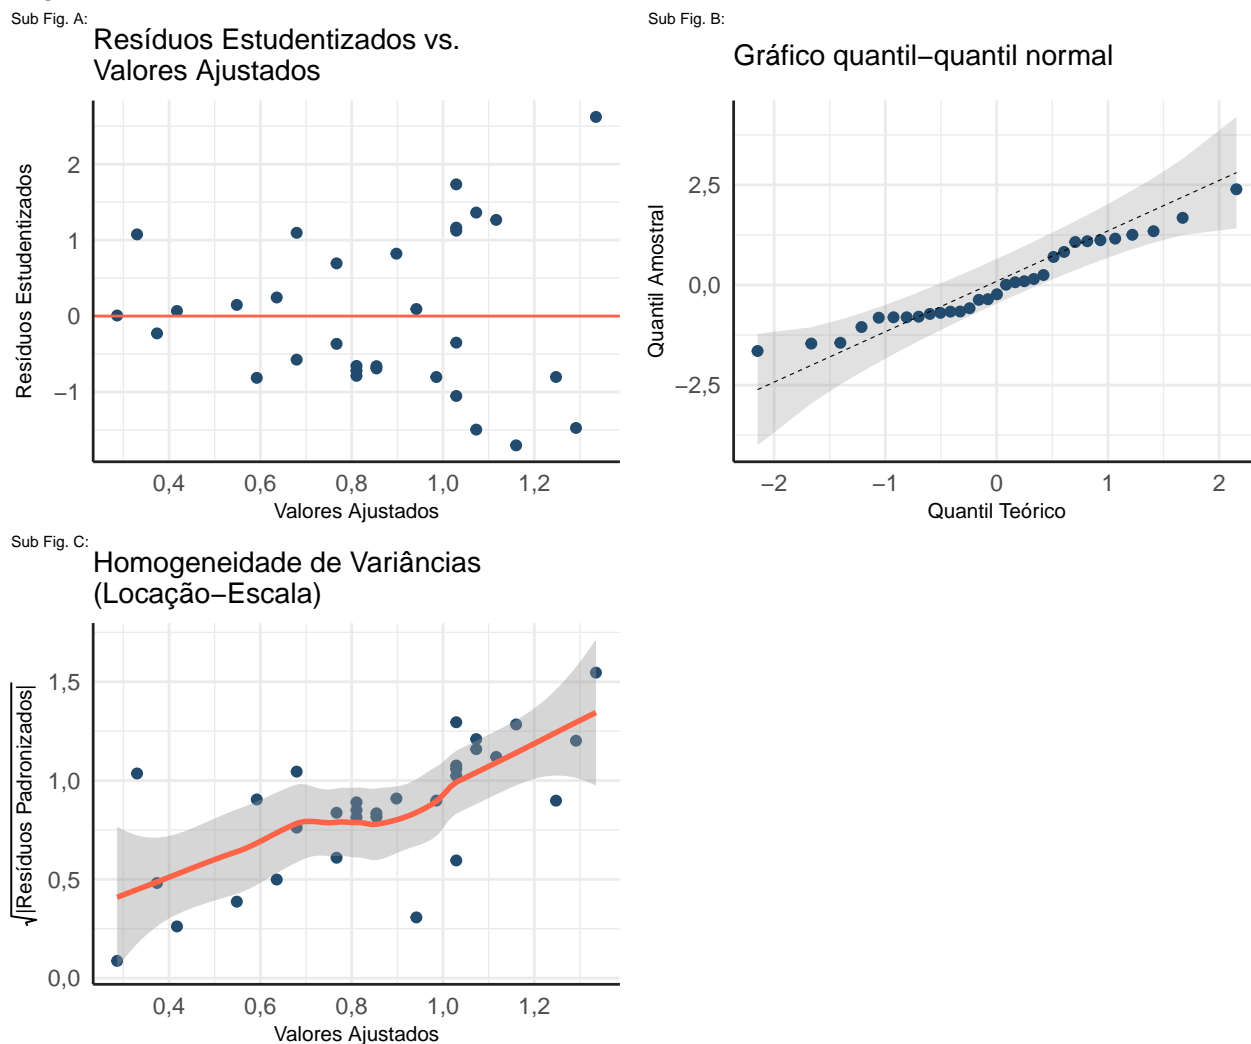 Sub Fig. A:
Resíduos Estudentizados vs.
Valores Ajustados
Resíduos Estudentizados
2
1
0
−1
0,4 0,6 0,8 1,0 1,2
Valores Ajustados
Sub Fig. B:
Gráfico quantil−quantil normal
Quantil Amostral
2,5
0,0
−2,5
−2 −1 0 1 2
Quantil Teórico
Sub Fig. C:
Homogeneidade de Variâncias
(Locação−Escala)
√|Resíduos Padronizados|
1,5
1,0
0,5
0,0
0,4 0,6 0,8 1,0 1,2
Valores Ajustados